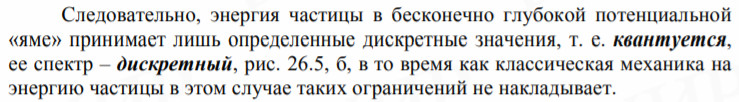 Следовательно, энергия частицы в бесконечно глубокой потенциальной
«яме» принимает лишь определенные дискретные значения, т. е. квантуется,
ее спектр – дискретный, рис. 26.5, б, в то время как классическая механика на
энергию частицы в этом случае таких ограничений не накладывает.